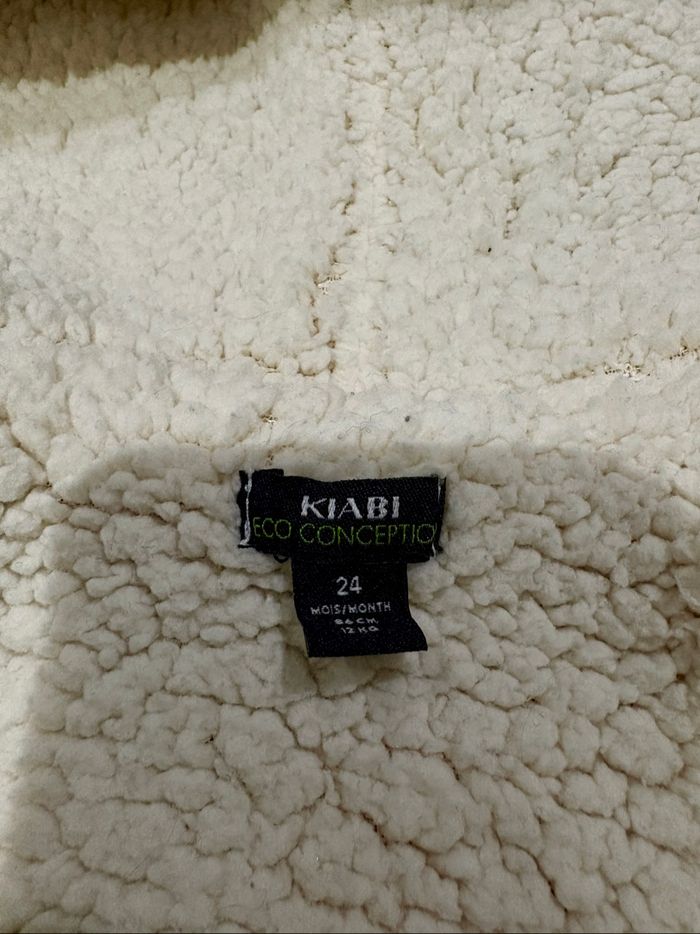 KIABI
ECO CONCEPTIO
24
MOIS/MONTH
86 CM
12 KG